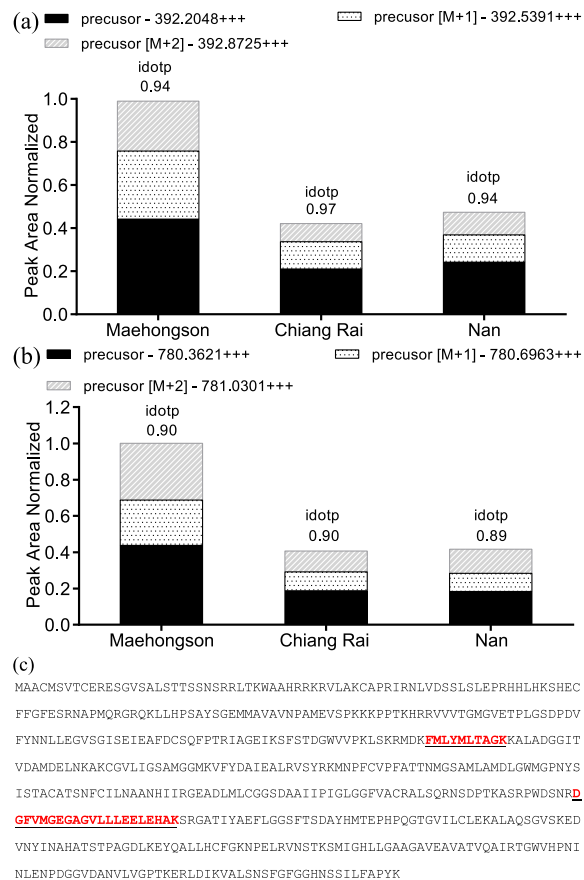 (a)
precusor - 392.2048+++
precusor [M+1] - 392.5391+++
precusor [M+2] - 392.8725+++
Peak Area Normalized
1.0
0.8
0.6
0.4
0.2
0.0
idotp
0.94
idotp
0.97
idotp
0.94
Maehongson
Chiang Rai
Nan
(b)
precusor - 780.3621+++
precusor [M+1] - 780.6963+++
precusor [M+2] - 781.0301+++
Peak Area Normalized
1.2
1.0
0.8
0.6
0.4
0.2
0.0
idotp
0.90
idotp
0.90
idotp
0.89
Maehongson
Chiang Rai
Nan
(c)
MAACMSVTCERESGVSALSTTSSNSRRLTKWAAHRRKRVLAKCAPRIRNLVDSSLSLEPRHHLHKSHEC
FFGFESRNAPMQRGRQKLLHPSAYSGEMMAVAVNPAMEVSPKKKPPTKHRRVVVTGMGVETPLGSDPDV
FYNNLLEGVSGISEIEAFDCSQFPTRIAGEIKSFSTDGWVVPKLSKRMDKFMLYMLTAGKKALADGGIT
VDAMDELNKAKCGVLIGSAMGGMKVFYDAIEALRVSYRKMNPFCVPFATTNMGSAMLAMDLGWMGPNYS
ISTACATSNFCILNAANHIIRGEADLMLCGGSDAAIIPIGLGGFVACRALSQRNSDPTKASRPWDSNRD
GFVMGEGAGVLLLEELEHAKSRGATIYAEFLGGSFTSDAYHMTEPHPQGTGVILCLEKALAQSGVSKED
VNYINAHATSTPAGDLKEYQALLHCFGKNPELRVNSTKSMIGHLLGAAGAVEAVATVQAIRTGWVHPNI
NLENPDGGVDANVLVGPTKERLDIKVALSNSFGFGGHNSSILFAPYK